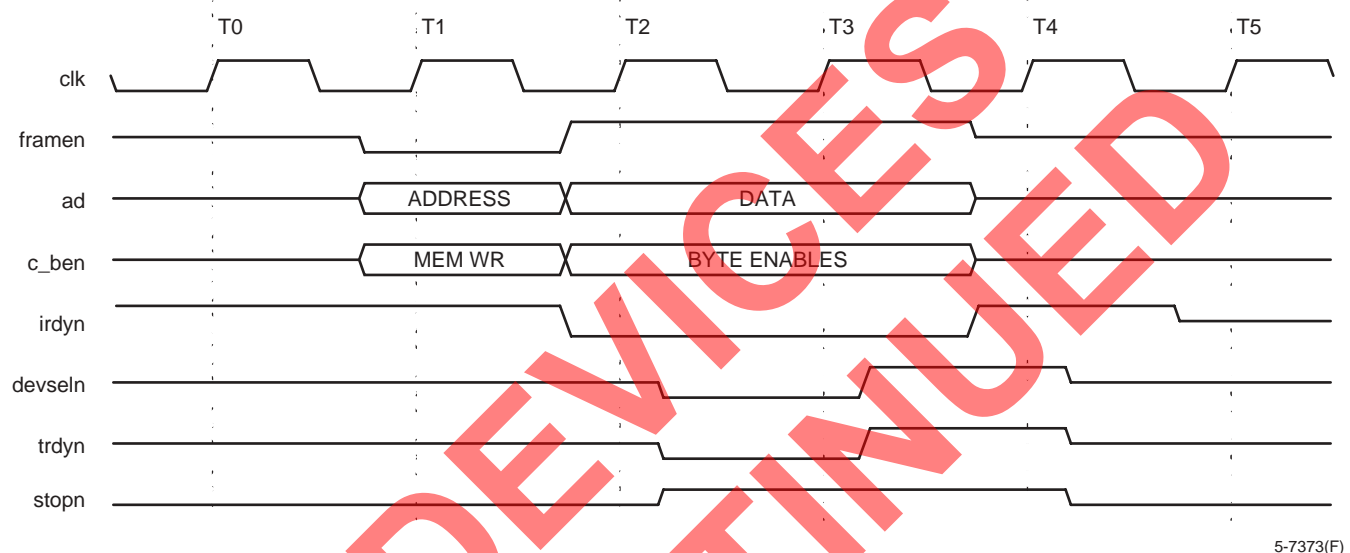 T0 T1 T2 T3 T4 T5
clk
framen
ad ADDRESS DATA
c_ben MEM WR BYTE ENABLES
irdyn
devseln
trdyn
stopn
5-7373(F)
DEVICES
TINUED